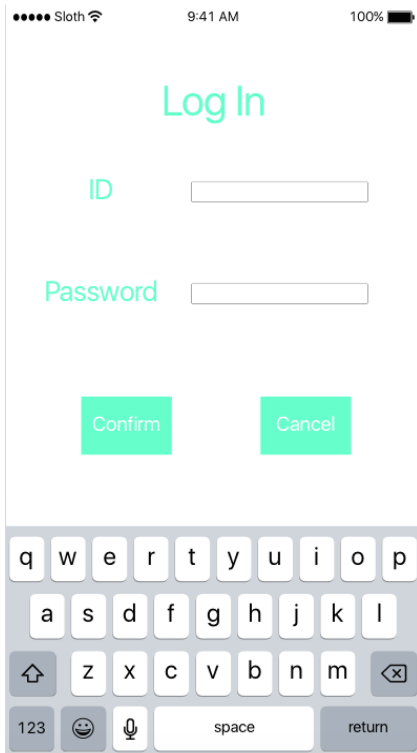 Sloth 9:41 AM 100%
Log In
ID
Password
Confirm Cancel
q w e r t y u i o p
a s d f g h j k l
z x c v b n m
123 space return